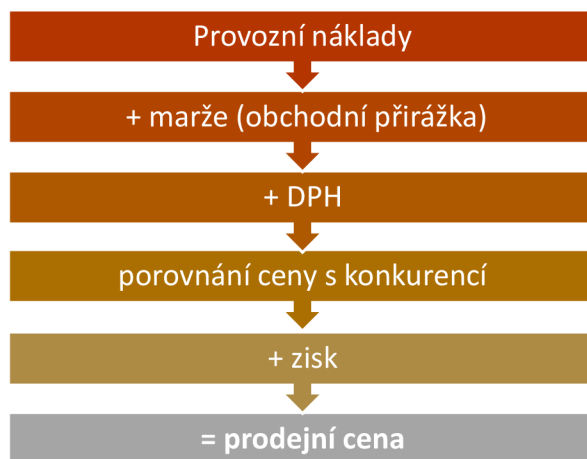 Provozní náklady
+ marže (obchodní přirážka)
+ DPH
porovnání ceny s konkurencí
+ zisk
= prodejní cena